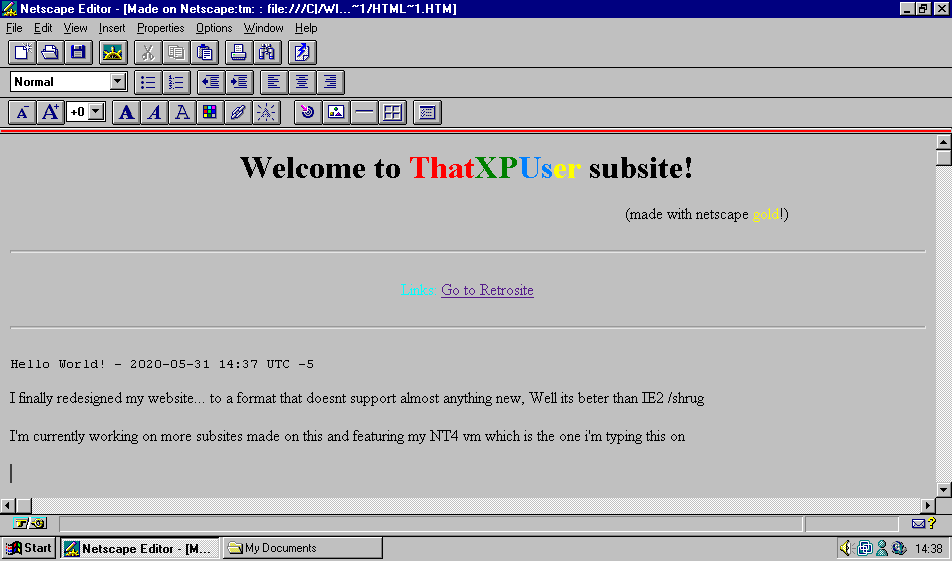 Netscape Editor - [Made on Netscape:tm: : file:///C|/WI...~1/HTML~1.HTM]
File Edit View Insert Properties Options Window Help
Normal
A- A+ +0 A A A
Welcome to ThatXPUser subsite!
(made with netscape gold!)
Links Go to Retrosite
Hello World! - 2020-05-31 14:37 UTC -5
I finally redesigned my website... to a format that doesnt support almost anything new, Well its beter than IE2 /shrug
I'm currently working on more subsites made on this and featuring my NT4 vm which is the one i'm typing this on
Start Netscape Editor - [M... My Documents 14:38